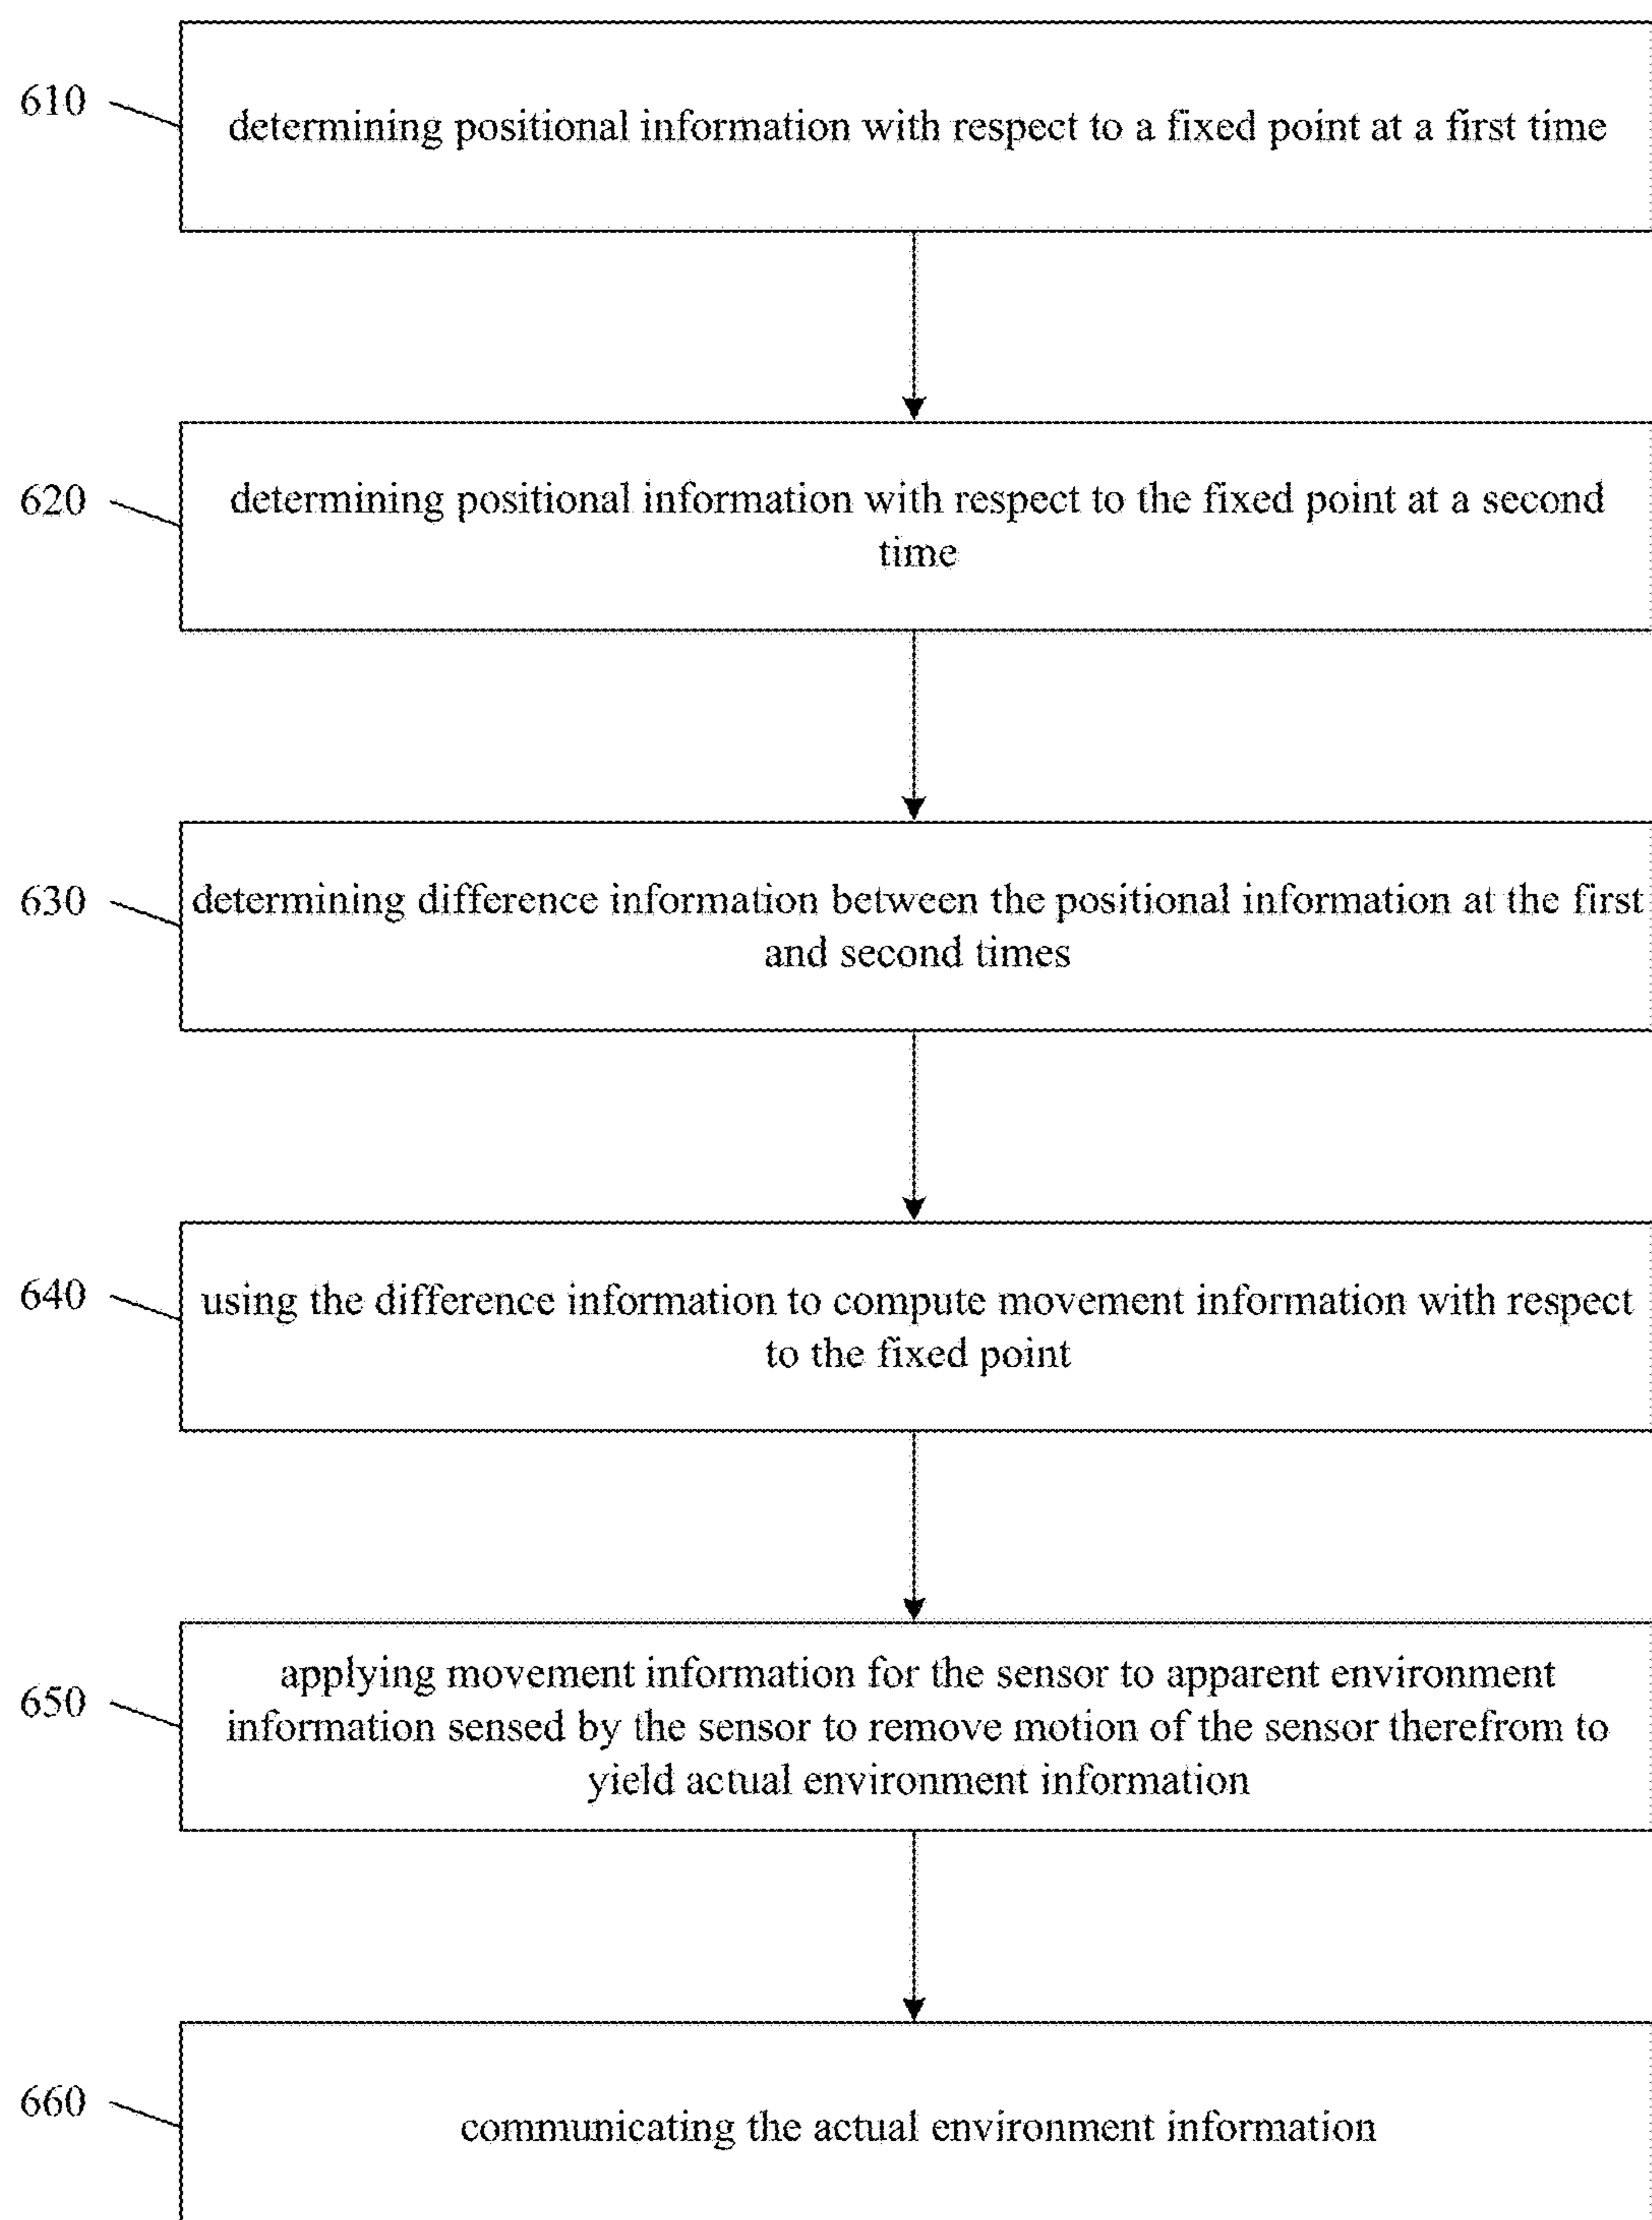 610
determining positional information with respect to a fixed point at a first time
620
determining positional information with respect to the fixed point at a second
time
630
determining difference information between the positional information at the first
and second times
640
using the difference information to compute movement information with respect
to the fixed point
650
applying movement information for the sensor to apparent environment
information sensed by the sensor to remove motion of the sensor therefrom to
yield actual environment information
660
communicating the actual environment information